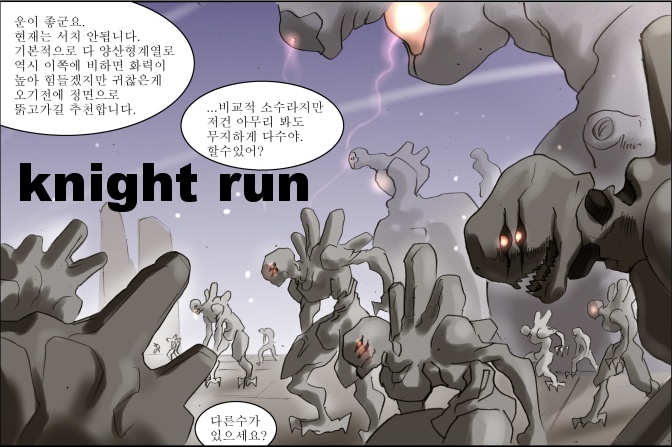 운이 좋군요.
현재는 서치 안됩니다.
기본적으로 다 양산형계열로
역시 이쪽에 비하면 화력이
높아 힘들겠지만 귀찮은게
오기전에 정면으로
뚫고가길 추천합니다.
...비교적 소수라지만
저건 아무리 봐도
무지하게 다수야.
할수있어?
knight run
다른수가
있으세요?